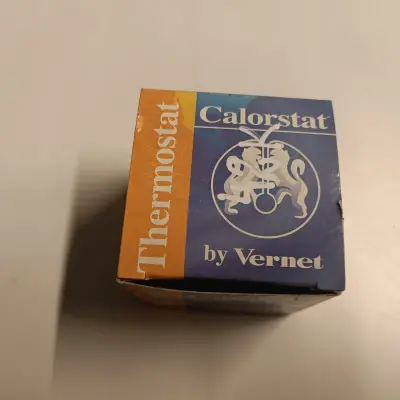 Thermostat
Calorstat
by Vernet